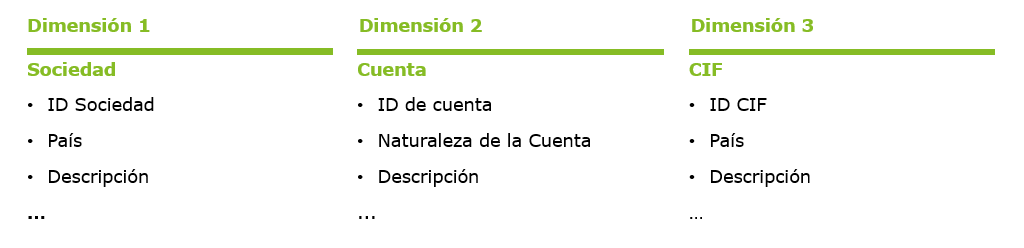 Dimensión 1
Sociedad
• ID Sociedad
• País
• Descripción
...
Dimensión 2
Cuenta
• ID de cuenta
• Naturaleza de la Cuenta
• Descripción
...
Dimensión 3
CIF
• ID CIF
• País
• Descripción
...